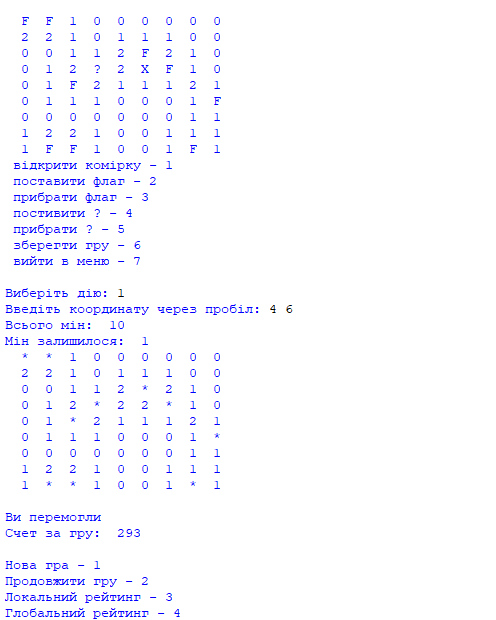 F F 1 0 0 0 0 0 0
2 2 1 0 1 1 1 0 0
0 0 1 1 2 F 2 1 0
0 1 2 ? 2 X F 1 0
0 1 F 2 1 1 1 2 1
0 1 1 1 0 0 0 1 F
0 0 0 0 0 0 0 1 1
1 2 2 1 0 0 1 1 1
1 F F 1 0 0 1 F 1
відкрити комірку - 1
поставити флаг - 2
прибрати флаг - 3
постивити ? - 4
прибрати ? - 5
зберегти гру - 6
вийти в меню - 7
Виберіть дію: 1
Введіть координату через пробіл: 4 6
Всього мін: 10
Мін залишилося: 1
* * 1 0 0 0 0 0 0
2 2 1 0 1 1 1 0 0
0 0 1 1 2 * 2 1 0
0 1 2 * 2 2 * 1 0
0 1 * 2 1 1 1 2 1
0 1 1 1 0 0 0 1 *
0 0 0 0 0 0 0 1 1
1 2 2 1 0 0 1 1 1
1 * * 1 0 0 1 * 1
Ви перемогли
Счет за гру: 293
Нова гра - 1
Продовжити гру - 2
Локальний рейтинг - 3
Глобальний рейтинг - 4